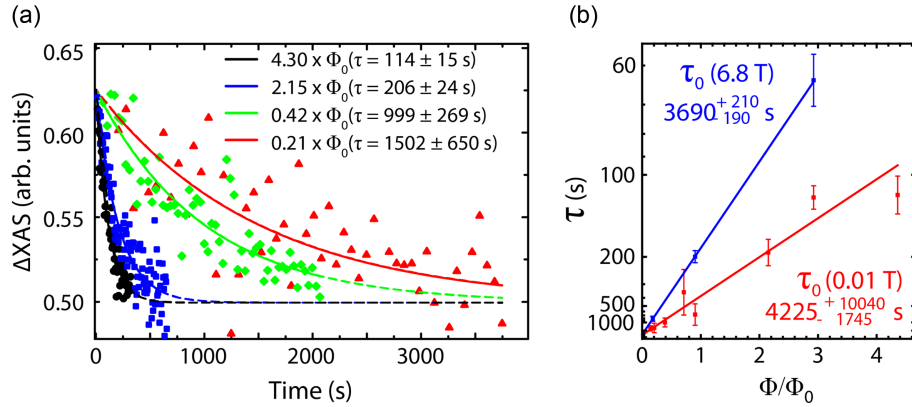 (a)
0.65
0.60
0.55
0.50
ΔXAS (arb. units)
4.30 x Φ₀(τ = 114 ± 15 s)
2.15 x Φ₀(τ = 206 ± 24 s)
0.42 x Φ₀(τ = 999 ± 269 s)
0.21 x Φ₀(τ = 1502 ± 650 s)
0 1000 2000 3000
Time (s)
(b)
60
100
200
500
1000
τ (s)
τ₀ (6.8 T)
3690 +210 -190 s
τ₀ (0.01 T)
4225 +10040 -1745 s
0 1 2 3 4
Φ/Φ₀